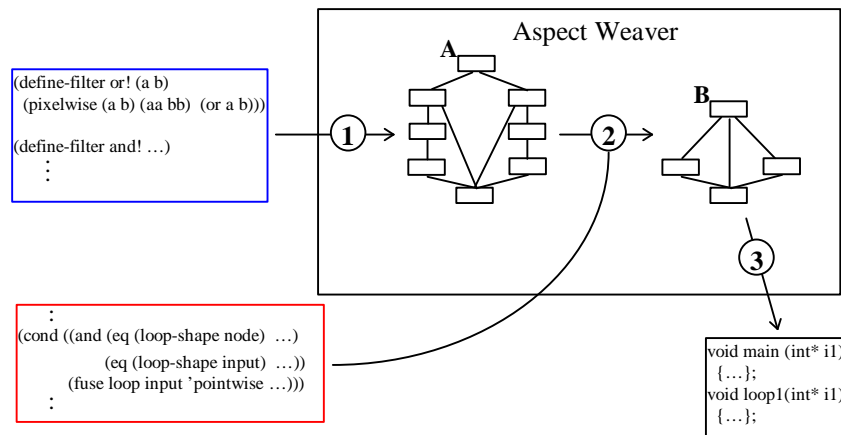 Aspect Weaver
A
B
(define-filter or! (a b)
(pixelwise (a b) (aa bb) (or a b)))
(define-filter and! …)
⋮
1
2
3
:
(cond ((and (eq (loop-shape node) …)
(eq (loop-shape input) …))
(fuse loop input ’pointwise …)))
:
void main (int* i1)
{…};
void loop1(int* i1)
{…};